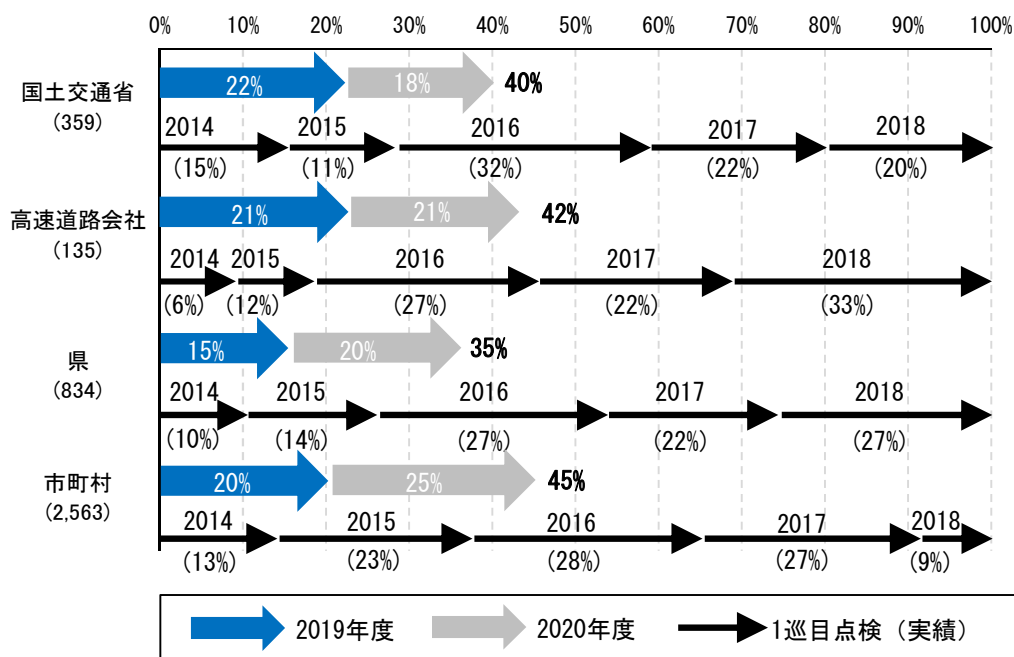 0% 10% 20% 30% 40% 50% 60% 70% 80% 90% 100%
国土交通省
(359)
22% 18% 40%
2014 2015 2016 2017 2018
(15%) (11%) (32%) (22%) (20%)
高速道路会社
(135)
21% 21% 42%
2014 2015 2016 2017 2018
(6%) (12%) (27%) (22%) (33%)
県
(834)
15% 20% 35%
2014 2015 2016 2017 2018
(10%) (14%) (27%) (22%) (27%)
市町村
(2,563)
20% 25% 45%
2014 2015 2016 2017 2018
(13%) (23%) (28%) (27%) (9%)
2019年度 2020年度 1巡目点検（実績）